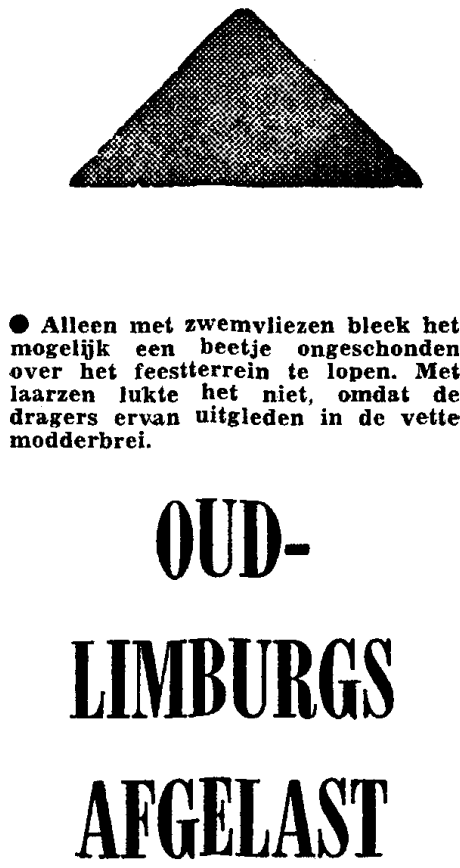 ● Alleen met zwemvliezen bleek het
mogelijk een beetje ongeschonden
over het feestterrein te lopen. Met
laarzen lukte het niet, omdat de
dragers ervan uitgleden in de vette
modderbrei.
OUD-
LIMBURGS
AFGELAST